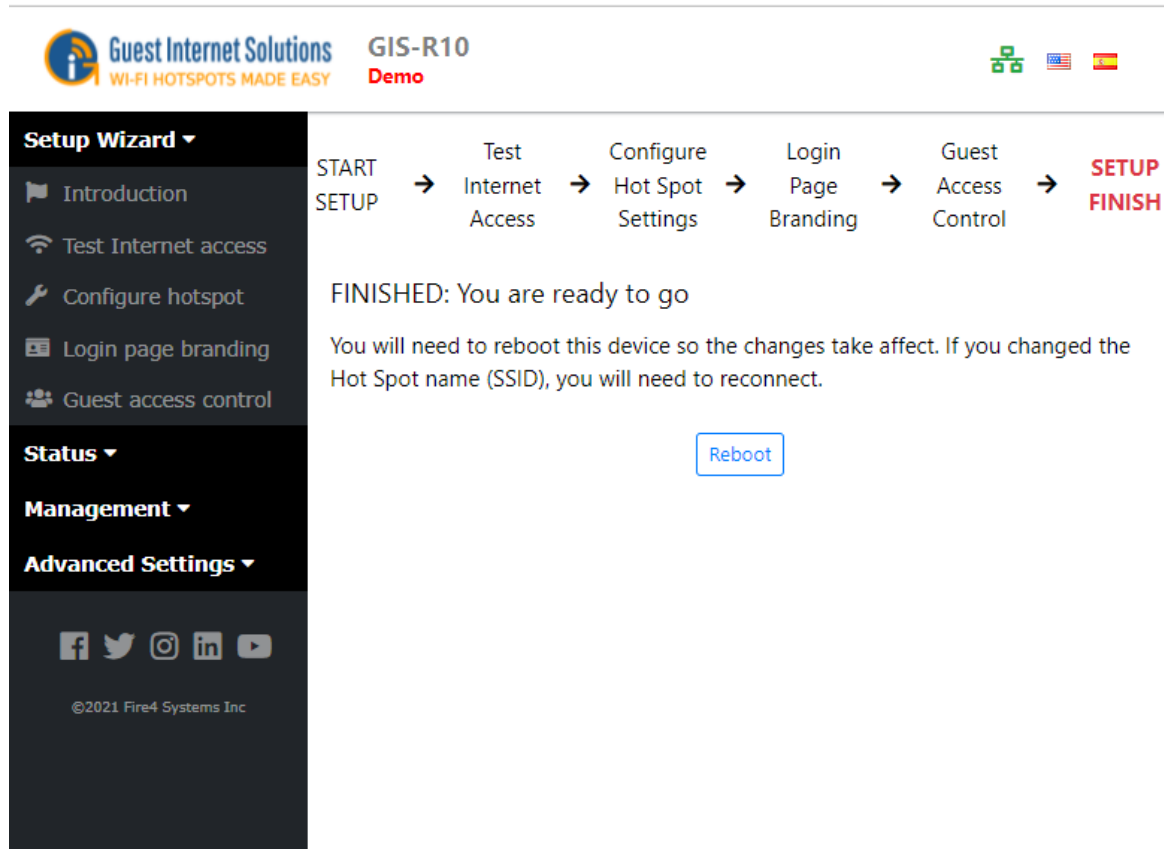 Guest Internet Solutions
WI-FI HOTSPOTS MADE EASY
GIS-R10
Demo
Setup Wizard
Introduction
Test Internet access
Configure hotspot
Login page branding
Guest access control
Status
Management
Advanced Settings
©2021 Fire4 Systems Inc
START
SETUP
Test
Internet
Access
Configure
Hot Spot
Settings
Login
Page
Branding
Guest
Access
Control
SETUP
FINISH
FINISHED: You are ready to go
You will need to reboot this device so the changes take affect. If you changed the
Hot Spot name (SSID), you will need to reconnect.
Reboot